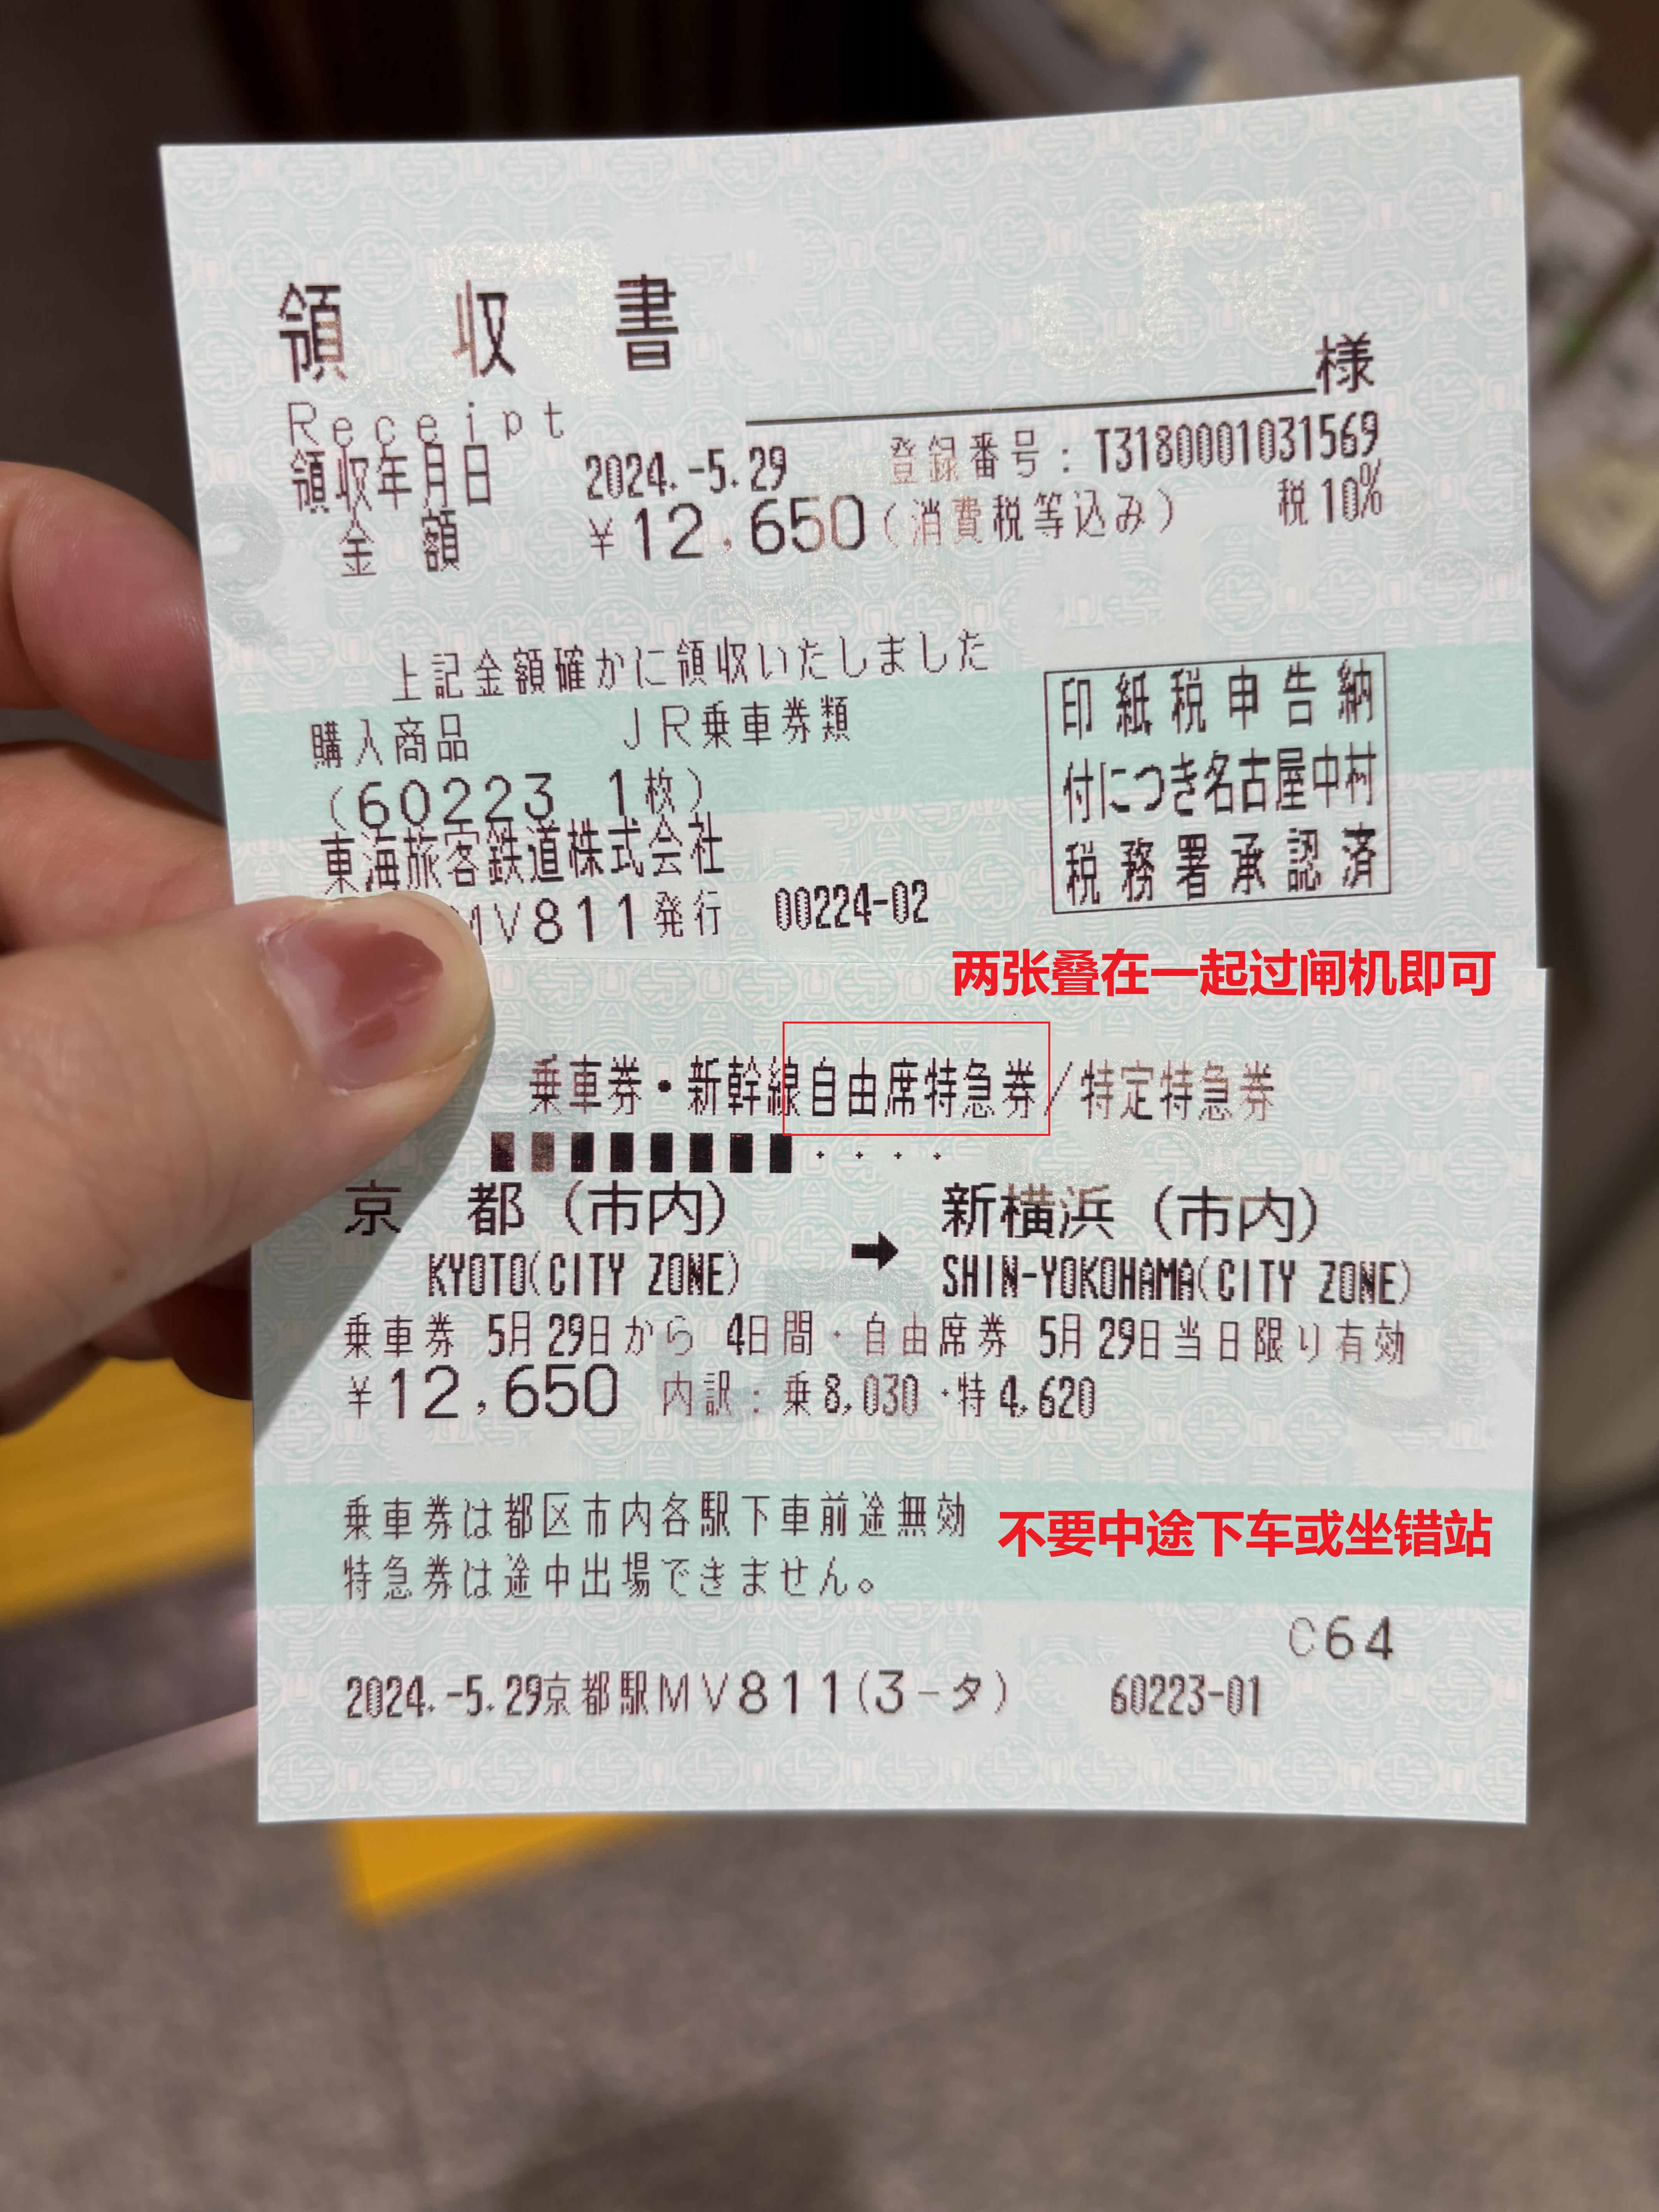 領収書
Receipt
様
領収年月日 2024.-5.29 登録番号:T3180001031569
金額 ¥12,650(消費税等込み) 税10%
上記金額確かに領収いたしました
購入商品 JR乗車券類
(60223 1枚)
東海旅客鉄道株式会社
MV811発行 00224-02
印紙税申告納
付につき名古屋中村
税務署承認済
两张叠在一起过闸机即可
乗車券・新幹線自由席特急券/特定特急券
京都(市内) ➡ 新横浜(市内)
KYOTO(CITY ZONE) SHIN-YOKOHAMA(CITY ZONE)
乗車券 5月29日から 4日間・自由席券 5月29日当日限り有効
¥12,650 内訳:乗8,030・特4,620
乗車券は都区市内各駅下車前途無効
不要中途下车或坐错站
特急券は途中出場できません。
C64
2024.-5.29京都駅MV811(3-タ) 60223-01